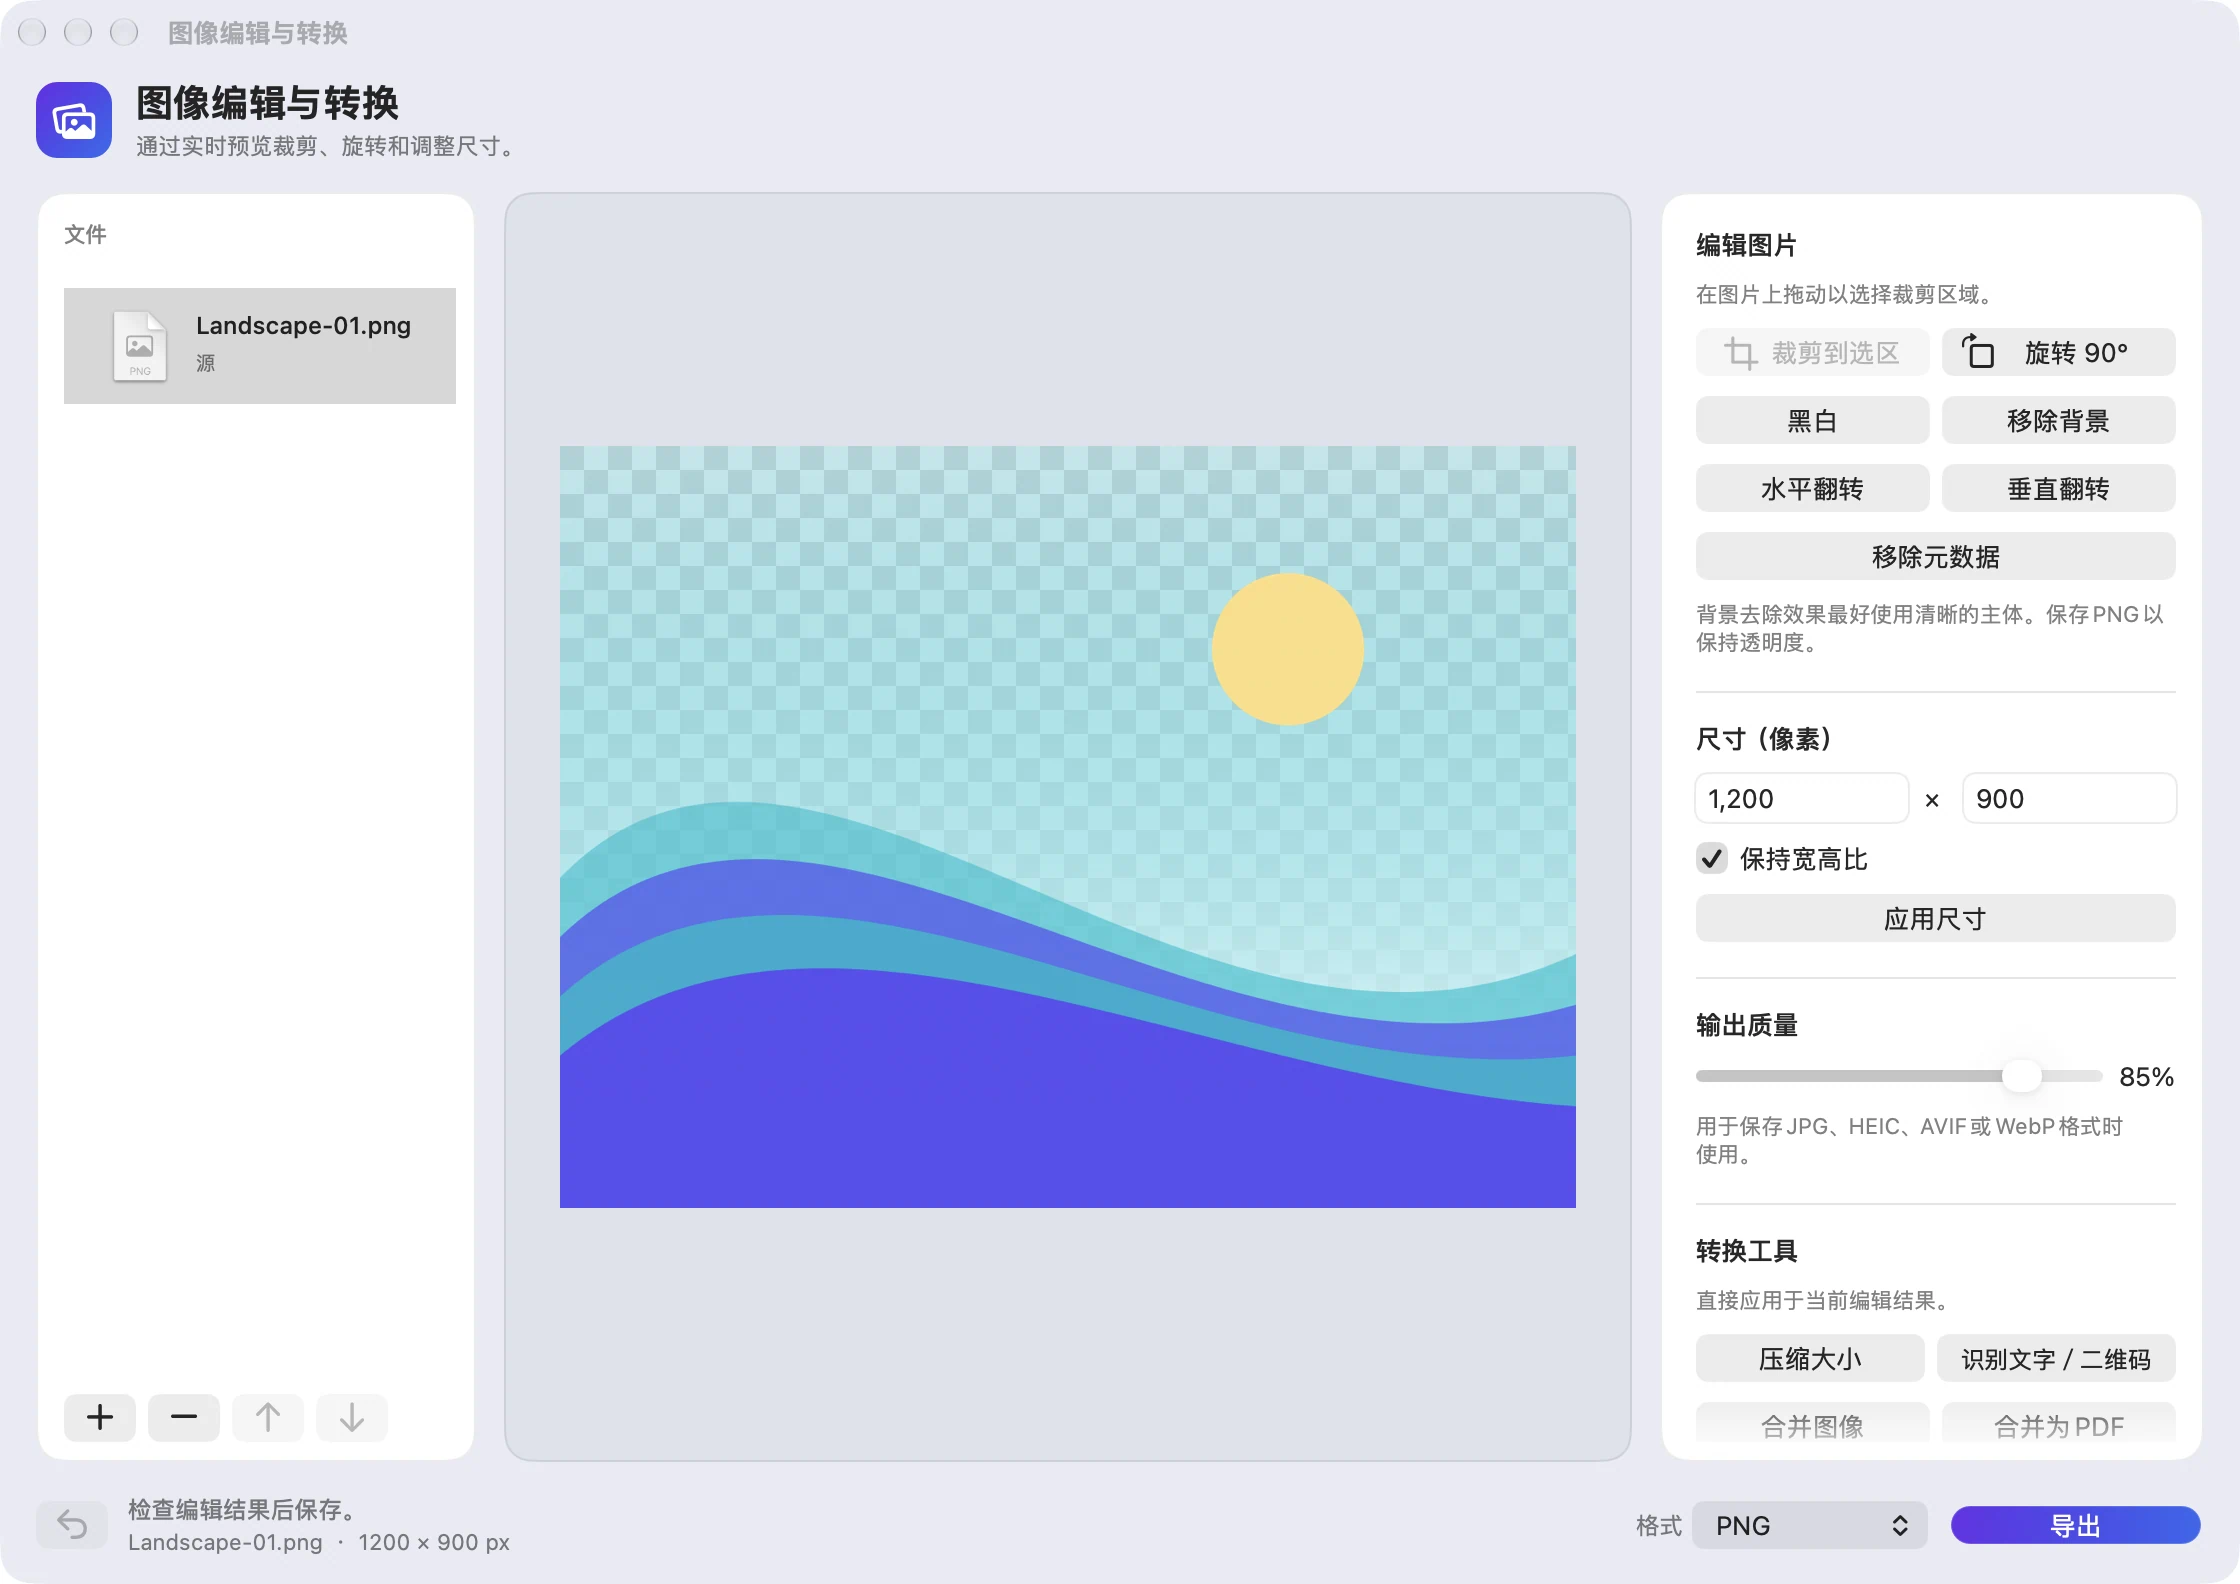 图像编辑与转换
图像编辑与转换
通过实时预览裁剪、旋转和调整尺寸。
文件
PNG
Landscape-01.png
源
编辑图片
在图片上拖动以选择裁剪区域。
裁剪到选区
旋转 90°
黑白
移除背景
水平翻转
垂直翻转
移除元数据
背景去除效果最好使用清晰的主体。保存 PNG 以
保持透明度。
尺寸（像素）
1,200 × 900
保持宽高比
应用尺寸
输出质量
85%
用于保存 JPG、HEIC、AVIF 或 WebP 格式时
使用。
转换工具
直接应用于当前编辑结果。
压缩大小
识别文字 / 二维码
合并图像
合并为 PDF
检查编辑结果后保存。
Landscape-01.png · 1200 × 900 px
格式
PNG
导出